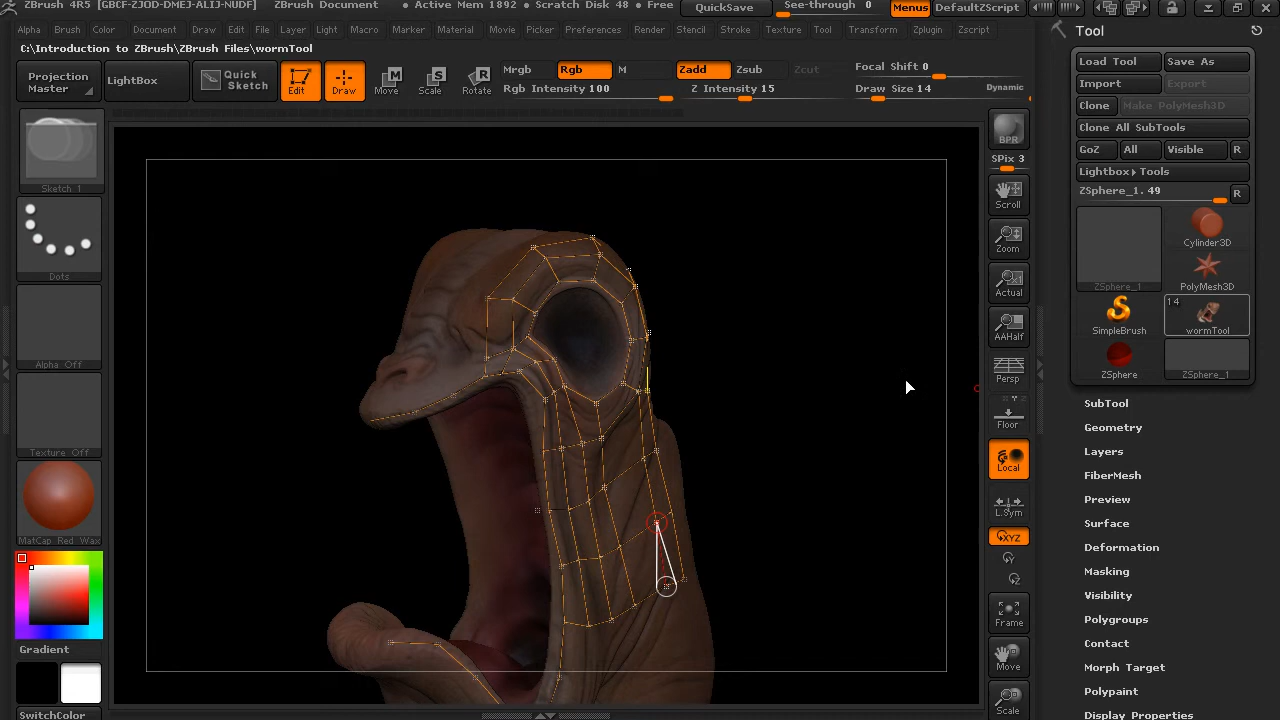 ZBrush 4R5 [GBCF-ZJOD-DMEJ-ALIJ-NUDF] ZBrush Document • Active Mem 1892 • Scratch Disk 48 • Free QuickSave See-through 0 Menus DefaultZScript
Alpha Brush Color Document Draw Edit File Layer Light Macro Marker Material Movie Picker Preferences Render Stencil Stroke Texture Tool Transform Zplugin Zscript
C:\Introduction to ZBrush\ZBrush Files\wormTool
Projection Master
LightBox
Quick Sketch
Edit
Draw
Move
Scale
Rotate
Mrgb Rgb M Zadd Zsub Zcut Focal Shift 0
Rgb Intensity 100 Z Intensity 15 Draw Size 14 Dynamic
Sketch 1
Dots
Alpha Off
Texture Off
MatCap Red Wax
Gradient
SwitchColor
BPR
SPix 3
Scroll
Zoom
Actual
AAHalf
Persp
Floor
Local
L.Sym
XYZ
Y
Z
Frame
Move
Scale
Tool
Load Tool Save As
Import Export
Clone Make PolyMesh3D
Clone All SubTools
GoZ All Visible R
Lightbox▸Tools
ZSphere_1. 49 R
ZSphere_1 Cylinder3D
PolyMesh3D
14
SimpleBrush wormTool
ZSphere ZSphere_1
SubTool
Geometry
Layers
FiberMesh
Preview
Surface
Deformation
Masking
Visibility
Polygroups
Contact
Morph Target
Polypaint
Display Properties